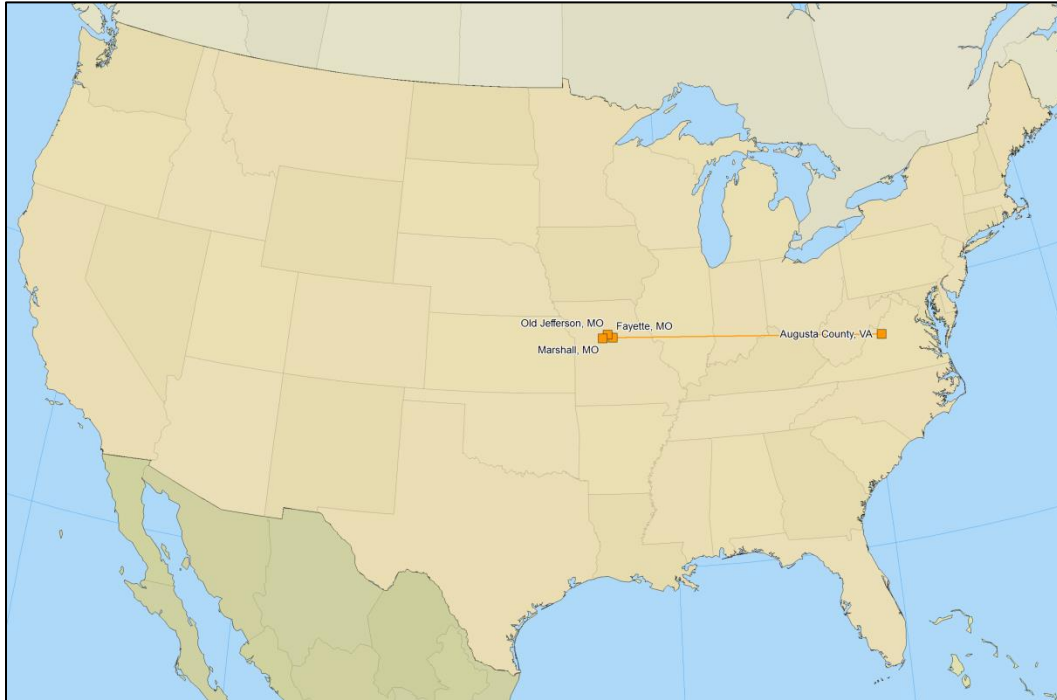 Old Jefferson, MO
Fayette, MO
Augusta County, VA
Marshall, MO